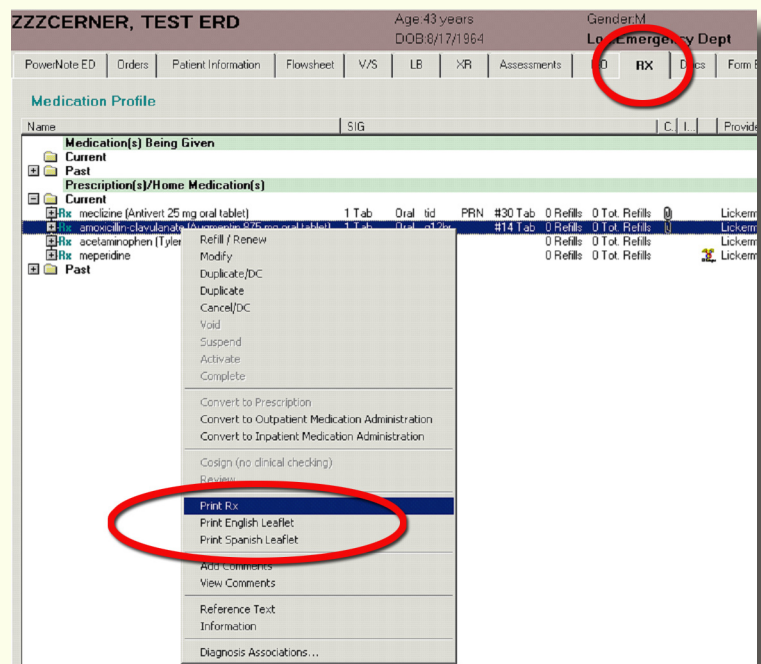 ZZZCERNER, TEST ERD Age:43 years Gender:M
DOB:8/17/1964 Emergency Dept
PowerNote ED Orders Patient Information Flowsheet V/S LB XR Assessments RX Form
Medication Profile
Name SIG C. I...
Medication(s) Being Given
Current
Past
Prescription(s)/Home Medication(s)
Current
Rx meclizine (Antivert 25 mg oral tablet) 1 Tab Oral tid PRN #30 Tab 0 Refills 0 Tot. Refills
Rx amoxicillin-clavulanate (Augmentin 875 mg oral tablet) 1 Tab Oral q12hr #14 Tab 0 Refills 0 Tot. Refills
Rx acetaminophen 0 Refills 0 Tot. Refills
Rx meperidine 0 Refills 0 Tot. Refills
Past
Refill / Renew
Modify
Duplicate/DC
Duplicate
Cancel/DC
Void
Suspend
Activate
Complete
Convert to Prescription
Convert to Outpatient Medication Administration
Convert to Inpatient Medication Administration
Cosign (no clinical checking)
Review
Print Rx
Print English Leaflet
Print Spanish Leaflet
Add Comments
View Comments
Reference Text
Information
Diagnosis Associations...